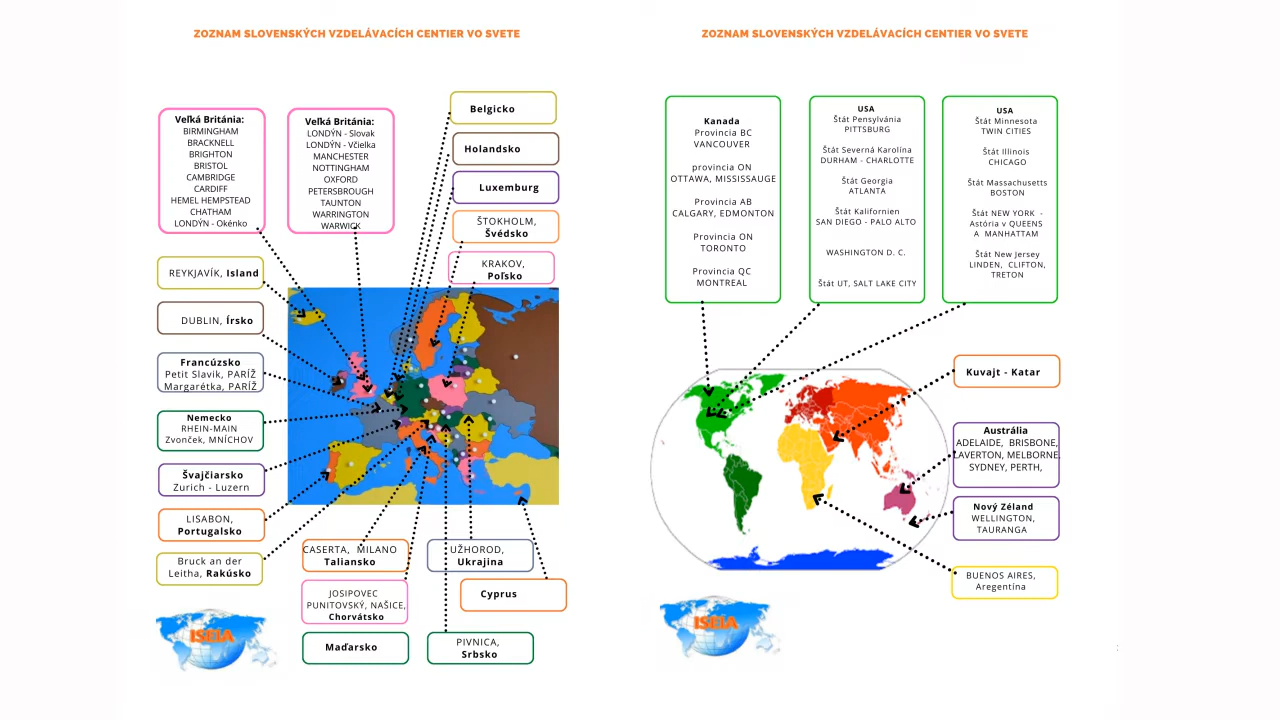 ZOZNAM SLOVENSKÝCH VZDELÁVACÍCH CENTIER VO SVETE
Veľká Británia:
BIRMINGHAM
BRACKNELL
BRIGHTON
BRISTOL
CAMBRIDGE
CARDIFF
HEMEL HEMPSTEAD
CHATHAM
LONDÝN - Okénko
Veľká Británia:
LONDÝN - Slovak
LONDÝN - Včielka
MANCHESTER
NOTTINGHAM
OXFORD
PETERSBROUGH
TAUNTON
WARRINGTON
WARWICK
Belgicko
Holandsko
Luxemburg
ŠTOKHOLM,
Švédsko
KRAKOV,
Poľsko
REYKJAVÍK, Island
DUBLIN, Írsko
Francúzsko
Petit Slavik, PARÍŽ
Margarétka, PARÍŽ
Nemecko
RHEIN-MAIN
Zvonček, MNÍCHOV
Švajčiarsko
Zurich - Luzern
LISABON,
Portugalsko
Bruck an der
Leitha, Rakúsko
CASERTA, MILANO
Taliansko
UŽHOROD,
Ukrajina
JOSIPOVEC
PUNITOVSKÝ, NAŠICE,
Chorvátsko
Cyprus
Maďarsko
PIVNICA,
Srbsko
ISEIA
ZOZNAM SLOVENSKÝCH VZDELÁVACÍCH CENTIER VO SVETE
Kanada
Provincia BC
VANCOUVER
provincia ON
OTTAWA, MISSISSAUGE
Provincia AB
CALGARY, EDMONTON
Provincia ON
TORONTO
Provincia QC
MONTREAL
USA
Štát Pensylvánia
PITTSBURG
Štát Severná Karolína
DURHAM - CHARLOTTE
Štát Georgia
ATLANTA
Štát Kalifornien
SAN DIEGO - PALO ALTO
WASHINGTON D. C.
Štát UT, SALT LAKE CITY
USA
Štát Minnesota
TWIN CITIES
Štát Illinois
CHICAGO
Štát Massachusetts
BOSTON
Štát NEW YORK -
Astória v QUEENS
A MANHATTAM
Štát New Jersey
LINDEN, CLIFTON,
TRETON
Kuvajt - Katar
Austrália
ADELAIDE, BRISBONE,
LAVERTON, MELBORNE,
SYDNEY, PERTH,
Nový Zéland
WELLINGTON,
TAURANGA
BUENOS AIRES,
Aregentína
ISEIA